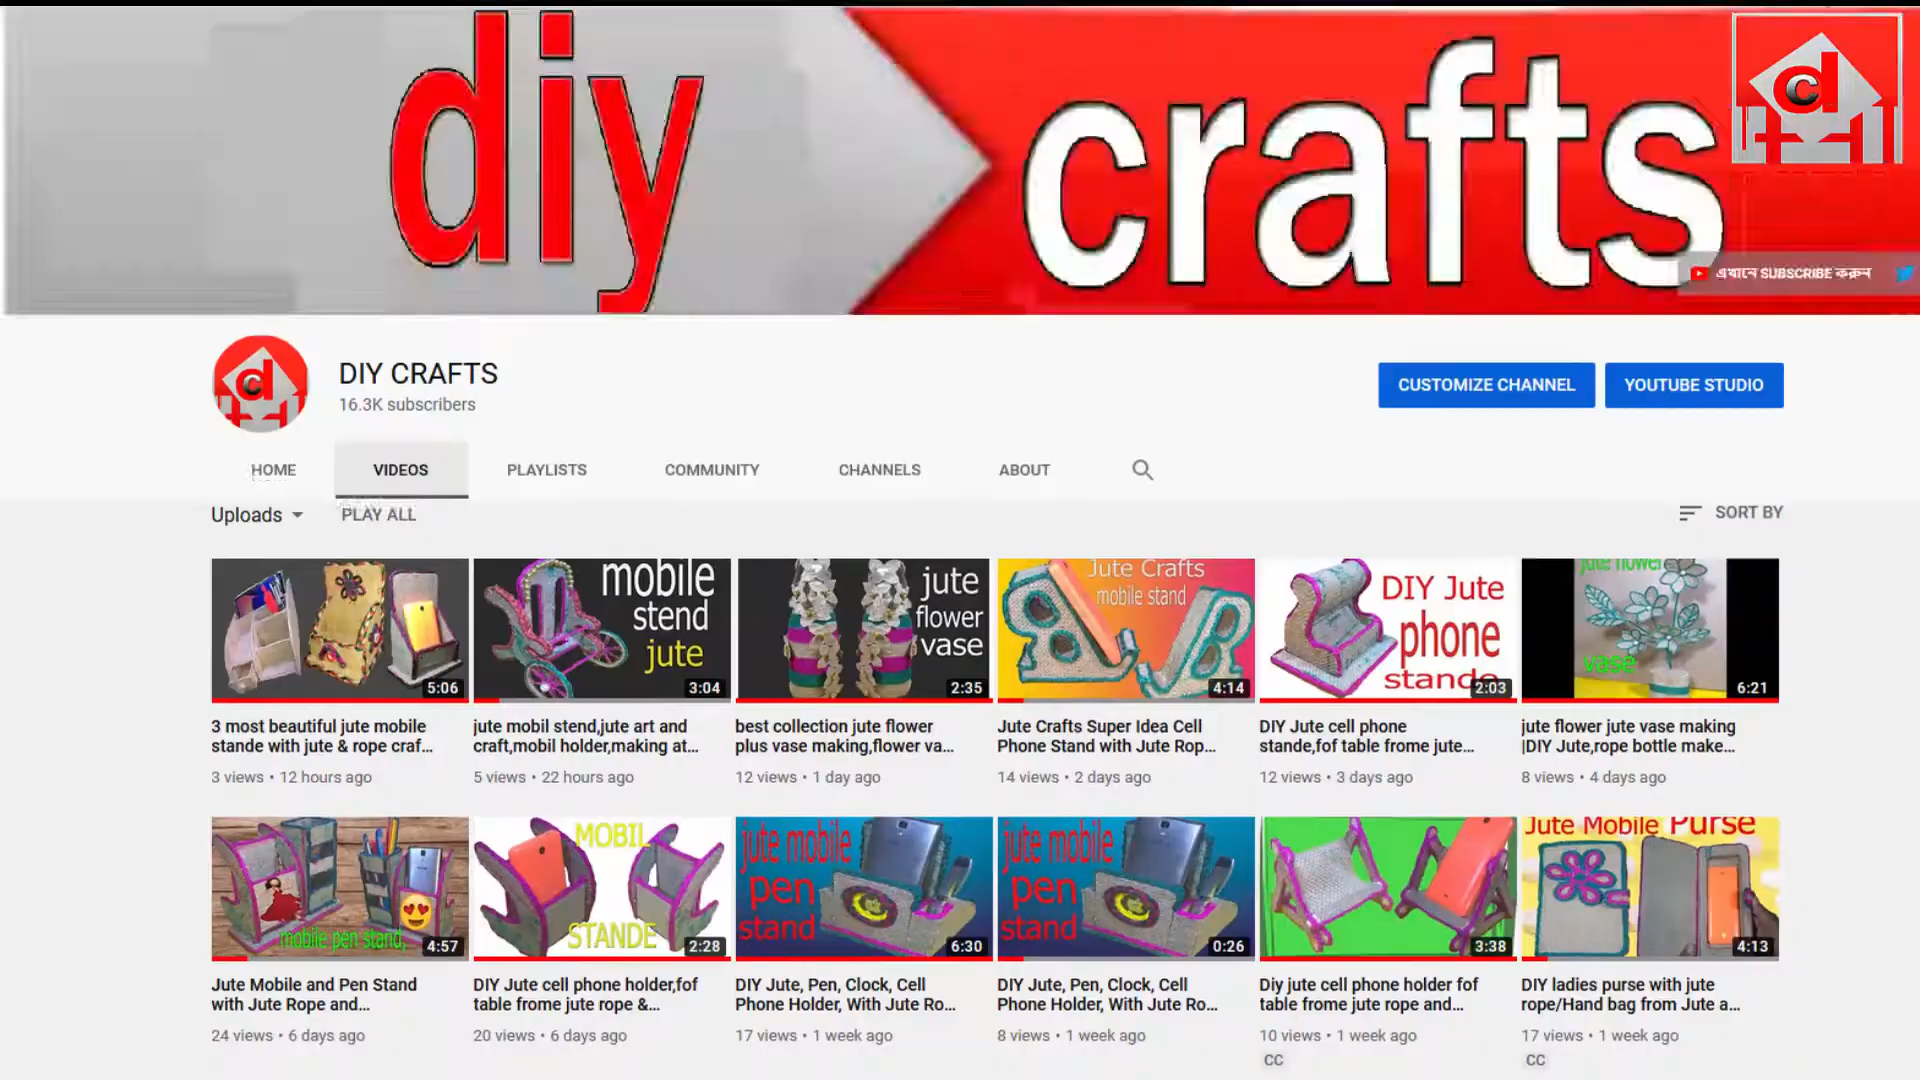 diy crafts
cd
এখানে SUBSCRIBE করুন
cd
DIY CRAFTS
16.3K subscribers
CUSTOMIZE CHANNEL
YOUTUBE STUDIO
HOME
VIDEOS
PLAYLISTS
COMMUNITY
CHANNELS
ABOUT
Uploads
PLAY ALL
SORT BY
5:06
mobile
stend
jute
3:04
jute
flower
vase
2:35
Jute Crafts
mobile stand
4:14
DIY Jute
phone
stande
2:03
jute flower
vase
6:21
3 most beautiful jute mobile
stande with jute & rope craf...
3 views • 12 hours ago
jute mobil stend,jute art and
craft,mobil holder,making at...
5 views • 22 hours ago
best collection jute flower
plus vase making,flower va...
12 views • 1 day ago
Jute Crafts Super Idea Cell
Phone Stand with Jute Rop...
14 views • 2 days ago
DIY Jute cell phone
stande,fof table frome jute...
12 views • 3 days ago
jute flower jute vase making
|DIY Jute,rope bottle make...
8 views • 4 days ago
mobile pen stand,
4:57
MOBIL
STANDE
2:28
jute mobile
pen
stand
6:30
jute mobile
pen
stand
0:26
3:38
Jute Mobile Purse
4:13
Jute Mobile and Pen Stand
with Jute Rope and...
24 views • 6 days ago
DIY Jute cell phone holder,fof
table frome jute rope &...
20 views • 6 days ago
DIY Jute, Pen, Clock, Cell
Phone Holder, With Jute Ro...
17 views • 1 week ago
DIY Jute, Pen, Clock, Cell
Phone Holder, With Jute Ro...
8 views • 1 week ago
Diy jute cell phone holder fof
table frome jute rope and...
10 views • 1 week ago
CC
DIY ladies purse with jute
rope/Hand bag from Jute a...
17 views • 1 week ago
CC